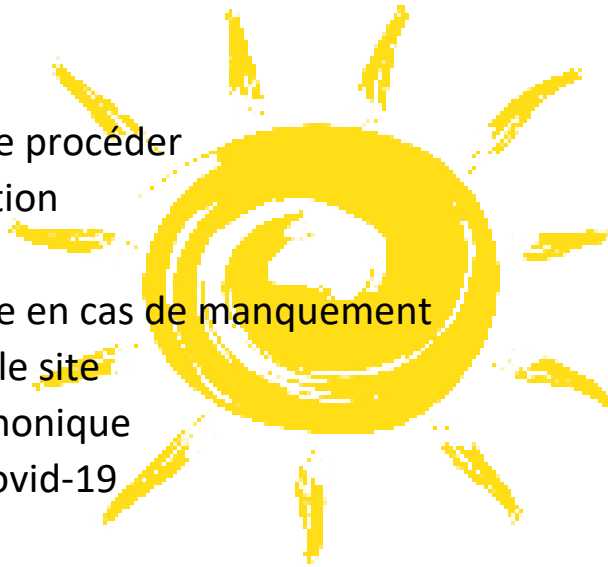 e procéder
tion
e en cas de manquement
le site
honique
ovid-19